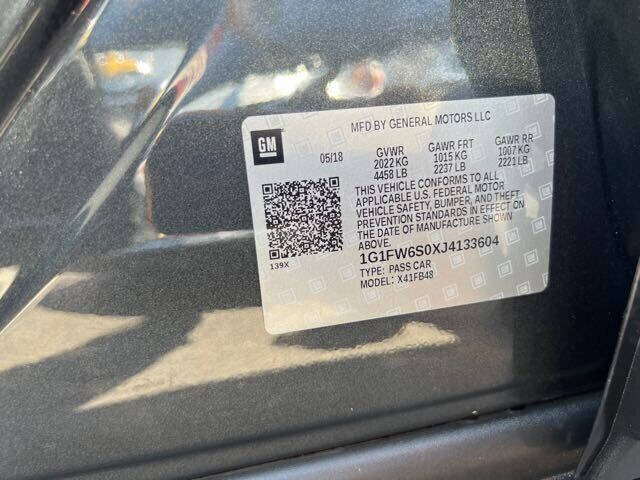 MFD BY GENERAL MOTORS LLC
GM
05/18 GVWR GAWR FRT GAWR RR
2022 KG 1015 KG 1007 KG
4458 LB 2237 LB 2221 LB
THIS VEHICLE CONFORMS TO ALL
APPLICABLE U.S. FEDERAL MOTOR
VEHICLE SAFETY, BUMPER, AND THEFT
PREVENTION STANDARDS IN EFFECT ON
THE DATE OF MANUFACTURE SHOWN
ABOVE.
139X 1G1FW6S0XJ4133604
TYPE: PASS CAR
MODEL: X41FB48